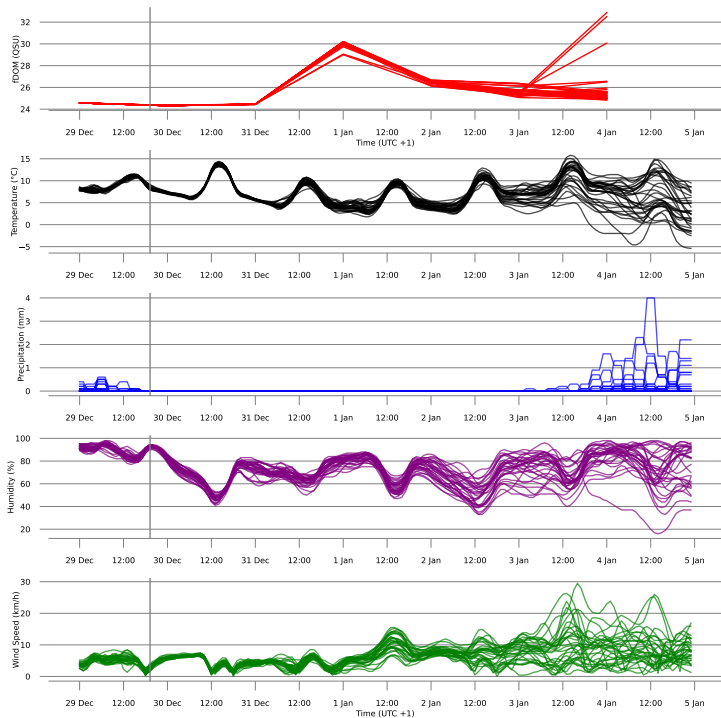 fDOM (QSU)
32
30
28
26
24
29 Dec 12:00 30 Dec 12:00 31 Dec 12:00 1 Jan 12:00 2 Jan 12:00 3 Jan 12:00 4 Jan 12:00 5 Jan
Time (UTC +1)
Temperature (°C)
15
10
5
0
−5
29 Dec 12:00 30 Dec 12:00 31 Dec 12:00 1 Jan 12:00 2 Jan 12:00 3 Jan 12:00 4 Jan 12:00 5 Jan
Precipitation (mm)
4
3
2
1
0
29 Dec 12:00 30 Dec 12:00 31 Dec 12:00 1 Jan 12:00 2 Jan 12:00 3 Jan 12:00 4 Jan 12:00 5 Jan
Humidity (%)
100
80
60
40
20
29 Dec 12:00 30 Dec 12:00 31 Dec 12:00 1 Jan 12:00 2 Jan 12:00 3 Jan 12:00 4 Jan 12:00 5 Jan
Wind Speed (km/h)
30
20
10
0
29 Dec 12:00 30 Dec 12:00 31 Dec 12:00 1 Jan 12:00 2 Jan 12:00 3 Jan 12:00 4 Jan 12:00 5 Jan
Time (UTC +1)